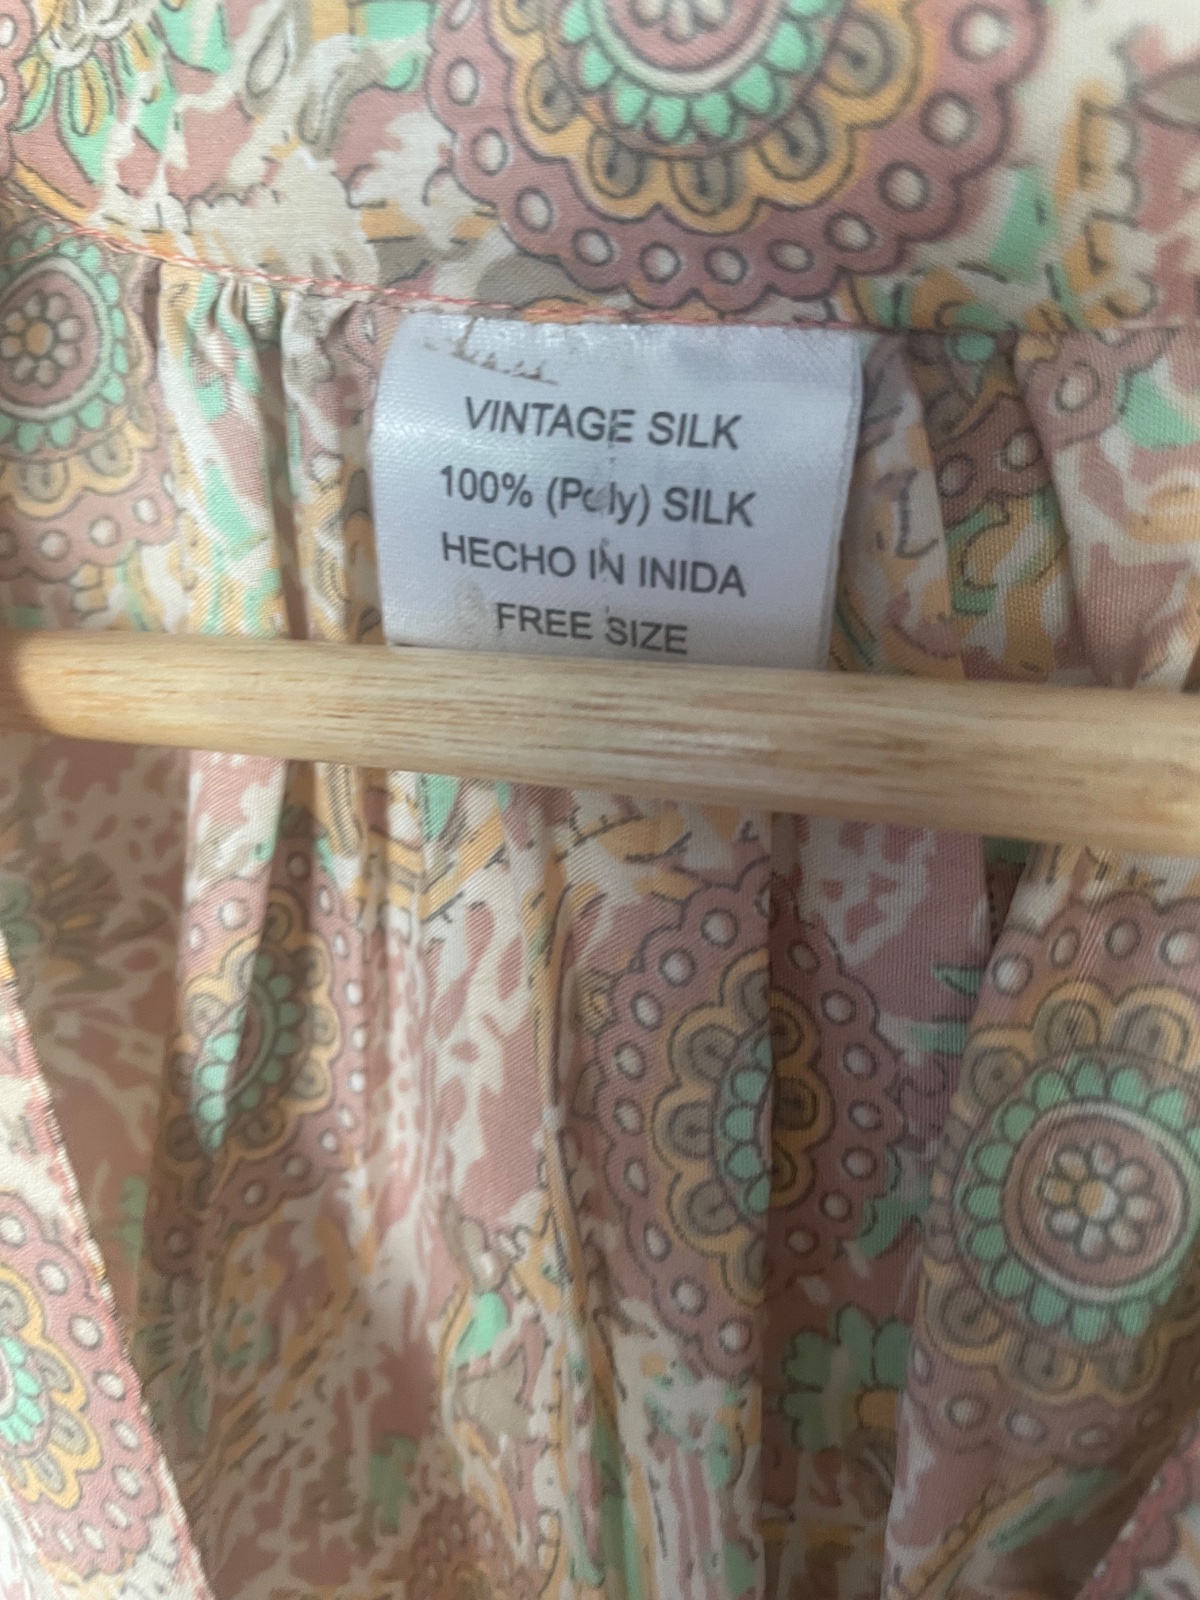 VINTAGE SILK
100% (Poly) SILK
HECHO IN INIDA
FREE SIZE